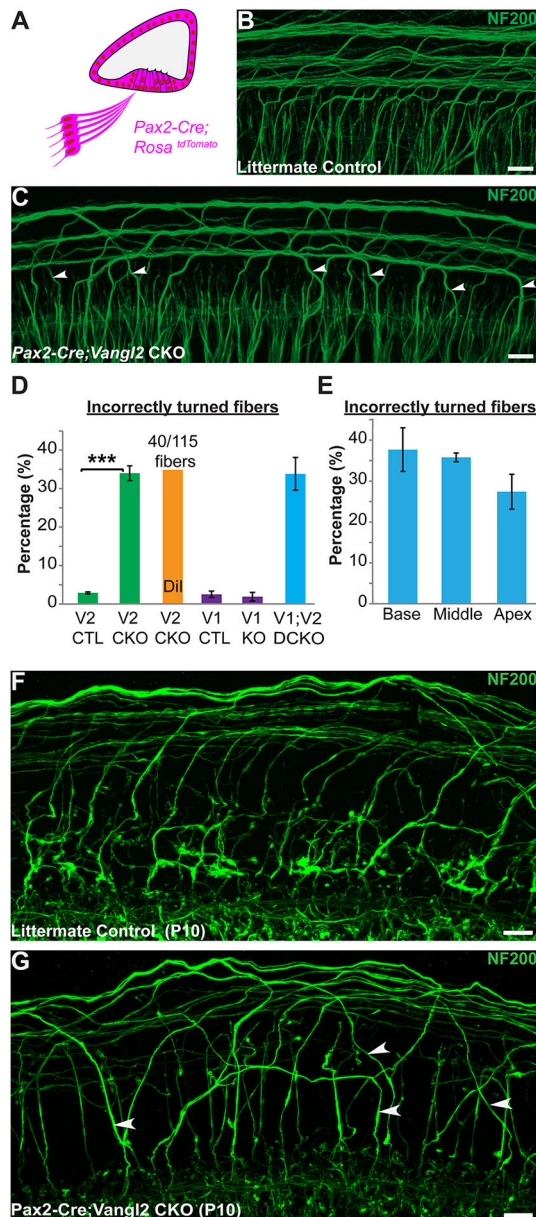 A
Pax2-Cre;
Rosa tdTomato
B
NF200
Littermate Control
C
NF200
Pax2-Cre;Vangl2 CKO
D
Incorrectly turned fibers
Percentage (%)
40
30
20
10
0
***
40/115
fibers
DiI
V2 CTL
V2 CKO
V2 CKO
V1 CTL
V1 KO
V1;V2 DCKO
E
Incorrectly turned fibers
Percentage (%)
40
30
20
10
0
Base Middle Apex
F
NF200
Littermate Control (P10)
G
NF200
Pax2-Cre;Vangl2 CKO (P10)